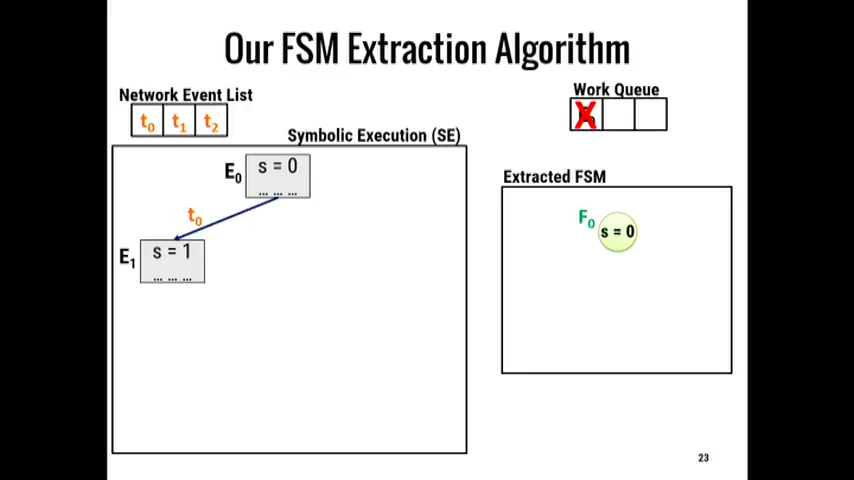 Our FSM Extraction Algorithm
Network Event List
t0 t1 t2
Work Queue
Symbolic Execution (SE)
E0 s = 0
... ... ...
t0
E1 s = 1
... ... ...
Extracted FSM
F0 s = 0
23